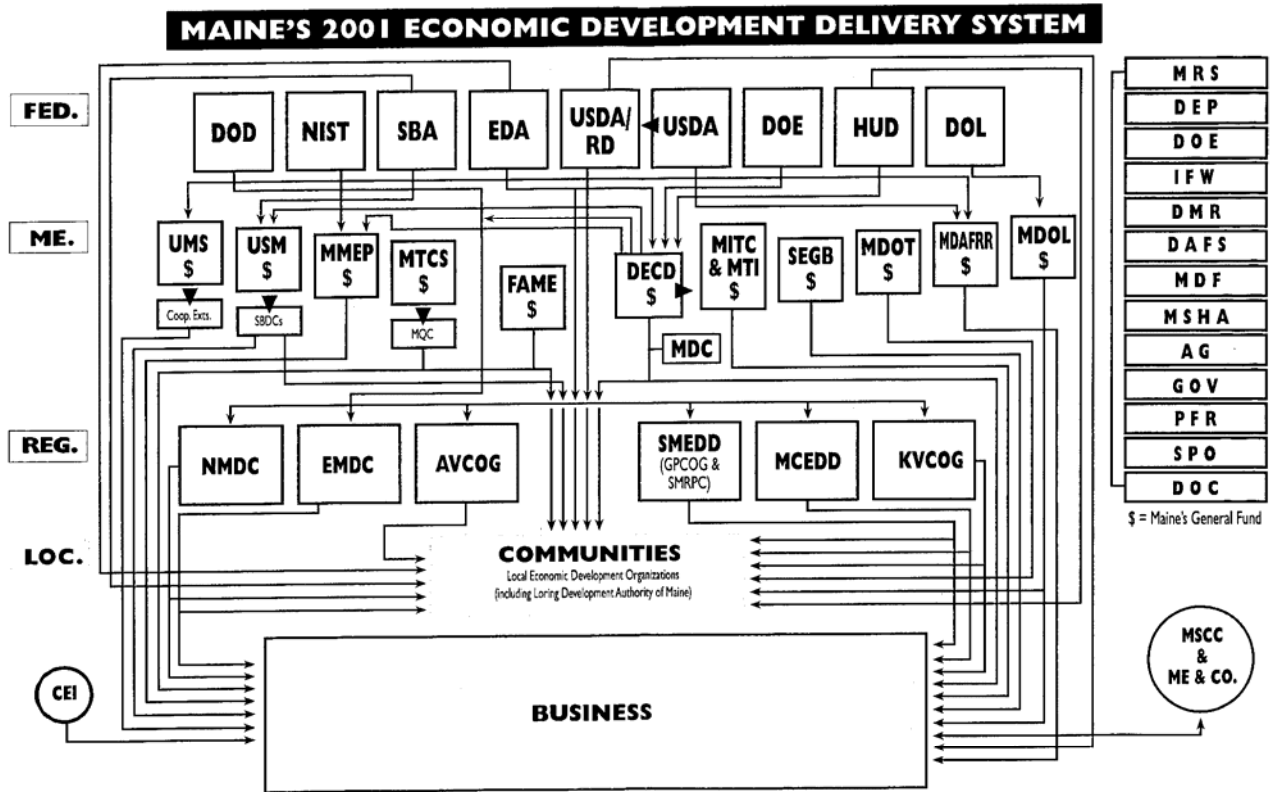 MAINE'S 2001 ECONOMIC DEVELOPMENT DELIVERY SYSTEM
FED.
DOD
NIST
SBA
EDA
USDA/
RD
USDA
DOE
HUD
DOL
ME.
UMS
$
USM
$
MMEP
$
MTCS
$
FAME
$
DECD
$
MITC
& MTI
$
SEGB
$
MDOT
$
MDAFRR
$
MDOL
$
Coop. Exts.
SBDCs
MQC
MDC
REG.
NMDC
EMDC
AVCOG
SMEDD
(GPCOG &
SMRPC)
MCEDD
KVCOG
LOC.
COMMUNITIES
Local Economic Development Organizations
(including Loring Development Authority of Maine)
CEI
BUSINESS
MSCC
&
ME & CO.
MRS
DEP
DOE
IFW
DMR
DAFS
MDF
MSHA
AG
GOV
PFR
SPO
DOC
$ = Maine's General Fund